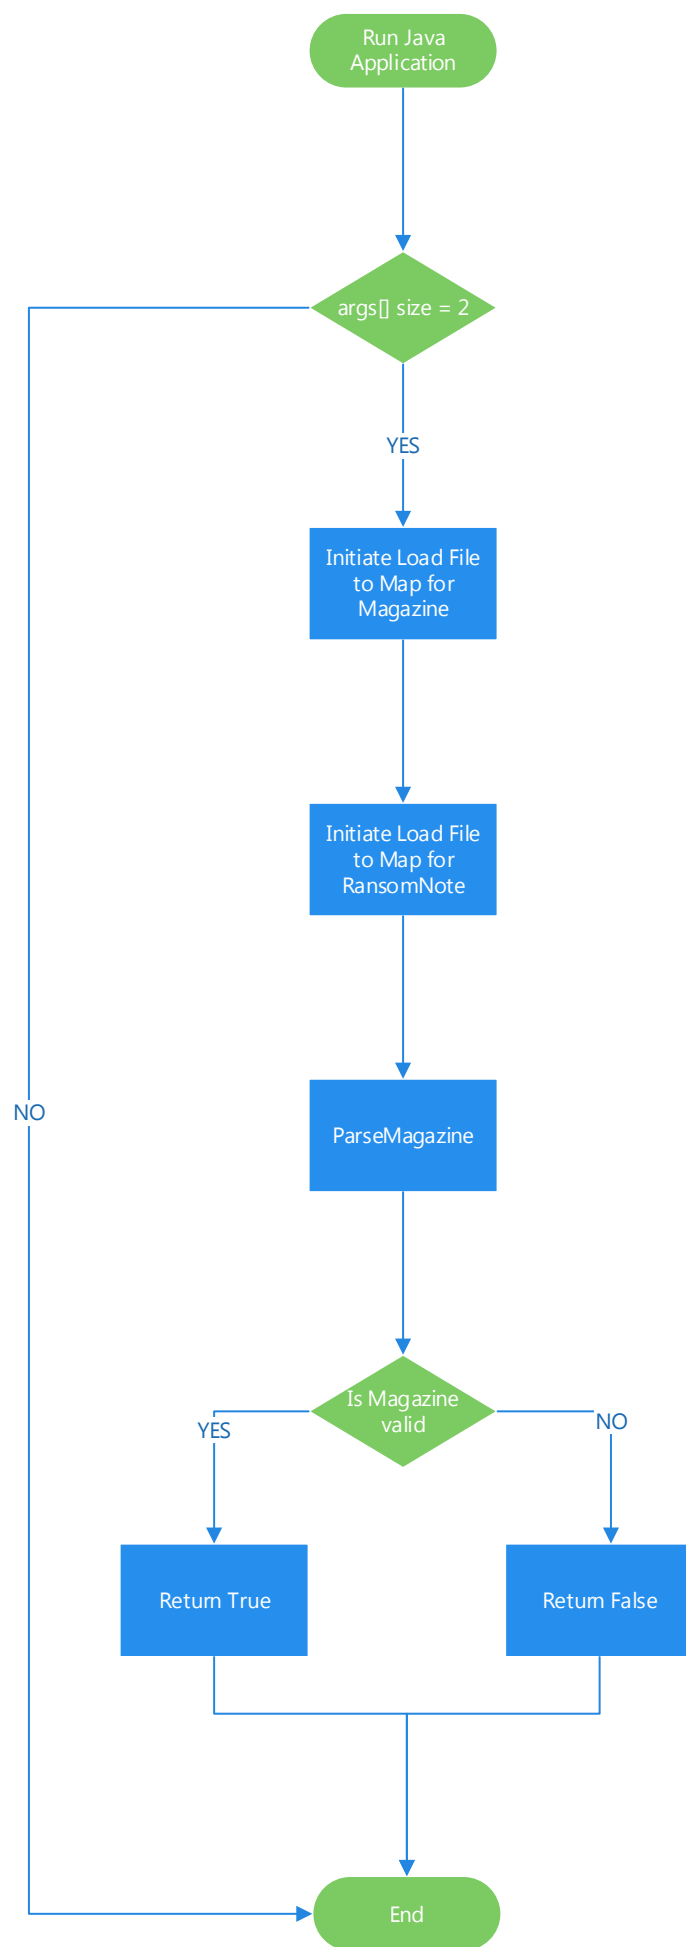 Run Java
Application
args[] size = 2
YES
Initiate Load File
to Map for
Magazine
Initiate Load File
to Map for
RansomNote
NO
ParseMagazine
Is Magazine
valid
YES
NO
Return True
Return False
End